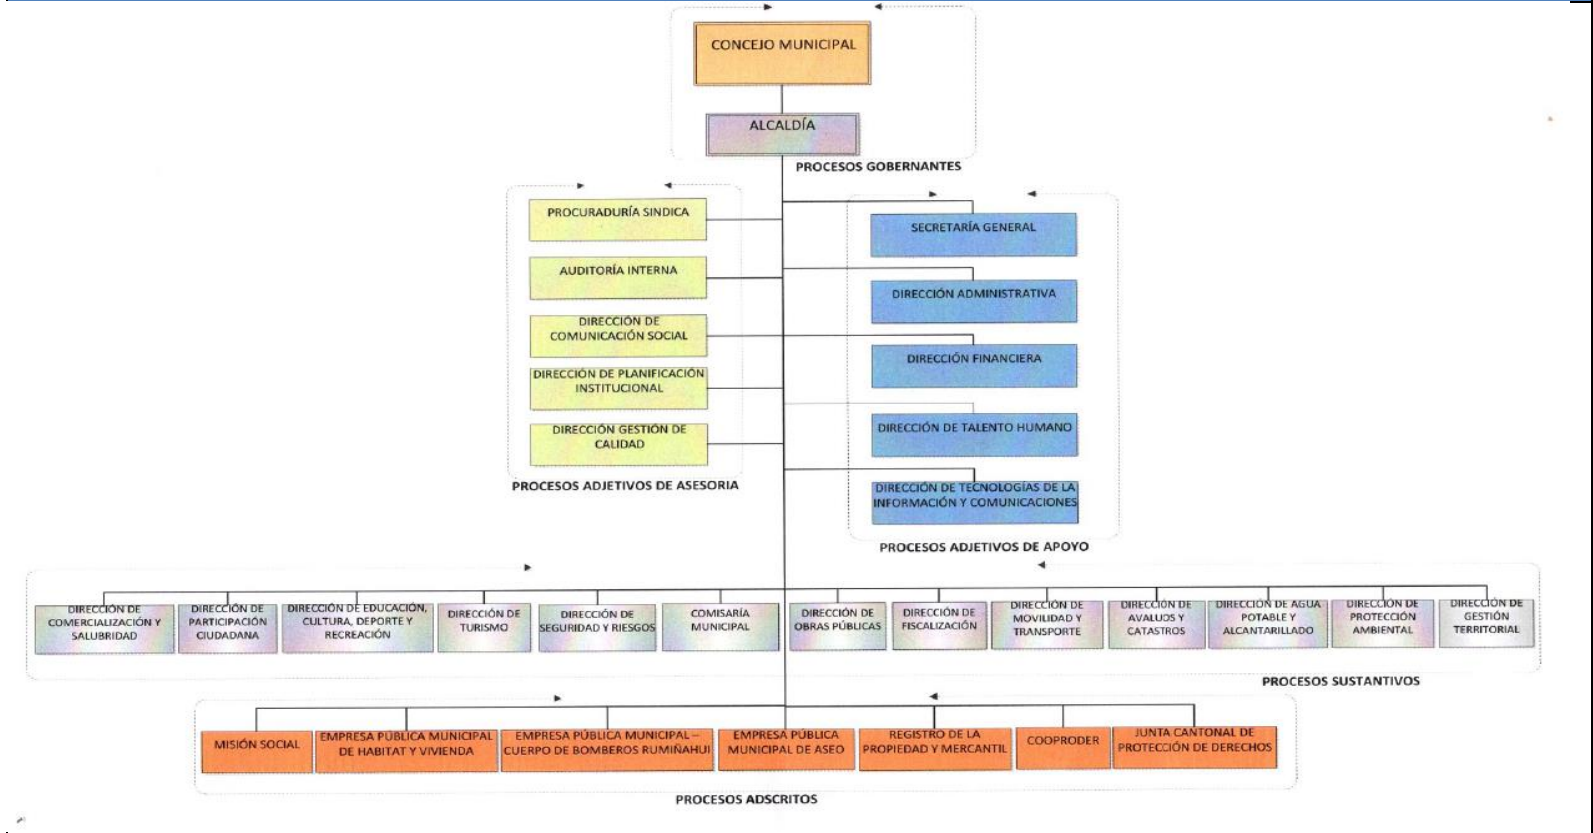 CONCEJO MUNICIPAL
ALCALDÍA
PROCESOS GOBERNANTES
PROCURADURÍA SINDICA
AUDITORÍA INTERNA
DIRECCIÓN DE
COMUNICACIÓN SOCIAL
DIRECCIÓN DE PLANIFICACIÓN
INSTITUCIONAL
DIRECCIÓN GESTIÓN DE
CALIDAD
PROCESOS ADJETIVOS DE ASESORIA
SECRETARÍA GENERAL
DIRECCIÓN ADMINISTRATIVA
DIRECCIÓN FINANCIERA
DIRECCIÓN DE TALENTO HUMANO
DIRECCIÓN DE TECNOLOGÍAS DE LA
INFORMACIÓN Y COMUNICACIONES
PROCESOS ADJETIVOS DE APOYO
DIRECCIÓN DE
COMERCIALIZACIÓN Y
SALUBRIDAD
DIRECCIÓN DE
PARTICIPACIÓN
CIUDADANA
DIRECCIÓN DE EDUCACIÓN,
CULTURA, DEPORTE Y
RECREACIÓN
DIRECCIÓN DE
TURISMO
DIRECCIÓN DE
SEGURIDAD Y RIESGOS
COMISARÍA
MUNICIPAL
DIRECCIÓN DE
OBRAS PÚBLICAS
DIRECCIÓN DE
FISCALIZACIÓN
DIRECCIÓN DE
MOVILIDAD Y
TRANSPORTE
DIRECCIÓN DE
AVALUOS Y
CATASTROS
DIRECCIÓN DE AGUA
POTABLE Y
ALCANTARILLADO
DIRECCIÓN DE
PROTECCIÓN
AMBIENTAL
DIRECCIÓN DE
GESTIÓN
TERRITORIAL
PROCESOS SUSTANTIVOS
MISIÓN SOCIAL
EMPRESA PÚBLICA MUNICIPAL
DE HABITAT Y VIVIENDA
EMPRESA PÚBLICA MUNICIPAL –
CUERPO DE BOMBEROS RUMIÑAHUI
EMPRESA PÚBLICA
MUNICIPAL DE ASEO
REGISTRO DE LA
PROPIEDAD Y MERCANTIL
COOPRODER
JUNTA CANTONAL DE
PROTECCIÓN DE DERECHOS
PROCESOS ADSCRITOS